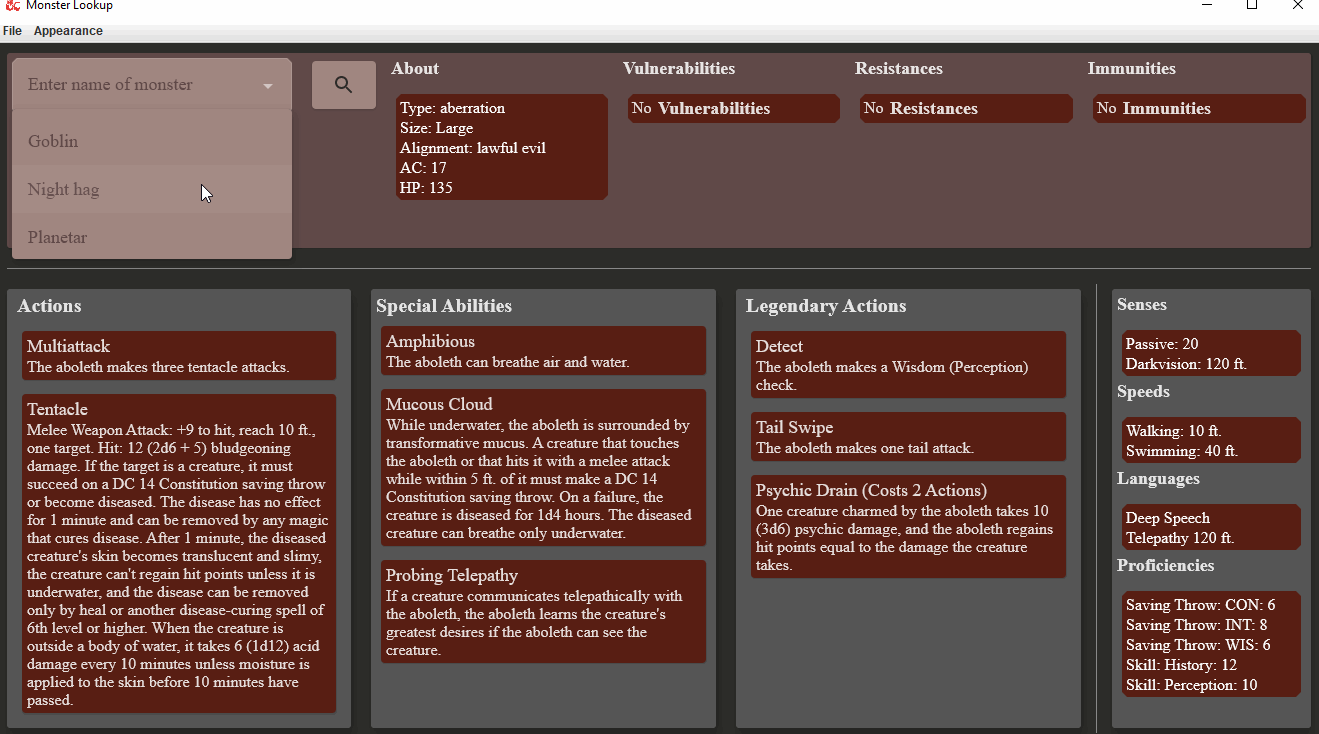 Monster Lookup
File Appearance
Enter name of monster
Goblin
Night hag
Planetar
About
Type: aberration
Size: Large
Alignment: lawful evil
AC: 17
HP: 135
Vulnerabilities
No Vulnerabilities
Resistances
No Resistances
Immunities
No Immunities
Actions
Multiattack
The aboleth makes three tentacle attacks.
Tentacle
Melee Weapon Attack: +9 to hit, reach 10 ft.,
one target. Hit: 12 (2d6 + 5) bludgeoning
damage. If the target is a creature, it must
succeed on a DC 14 Constitution saving throw
or become diseased. The disease has no effect
for 1 minute and can be removed by any magic
that cures disease. After 1 minute, the diseased
creature's skin becomes translucent and slimy,
the creature can't regain hit points unless it is
underwater, and the disease can be removed
only by heal or another disease-curing spell of
6th level or higher. When the creature is
outside a body of water, it takes 6 (1d12) acid
damage every 10 minutes unless moisture is
applied to the skin before 10 minutes have
passed.
Special Abilities
Amphibious
The aboleth can breathe air and water.
Mucous Cloud
While underwater, the aboleth is surrounded by
transformative mucus. A creature that touches
the aboleth or that hits it with a melee attack
while within 5 ft. of it must make a DC 14
Constitution saving throw. On a failure, the
creature is diseased for 1d4 hours. The diseased
creature can breathe only underwater.
Probing Telepathy
If a creature communicates telepathically with
the aboleth, the aboleth learns the creature's
greatest desires if the aboleth can see the
creature.
Legendary Actions
Detect
The aboleth makes a Wisdom (Perception)
check.
Tail Swipe
The aboleth makes one tail attack.
Psychic Drain (Costs 2 Actions)
One creature charmed by the aboleth takes 10
(3d6) psychic damage, and the aboleth regains
hit points equal to the damage the creature
takes.
Senses
Passive: 20
Darkvision: 120 ft.
Speeds
Walking: 10 ft.
Swimming: 40 ft.
Languages
Deep Speech
Telepathy 120 ft.
Proficiencies
Saving Throw: CON: 6
Saving Throw: INT: 8
Saving Throw: WIS: 6
Skill: History: 12
Skill: Perception: 10